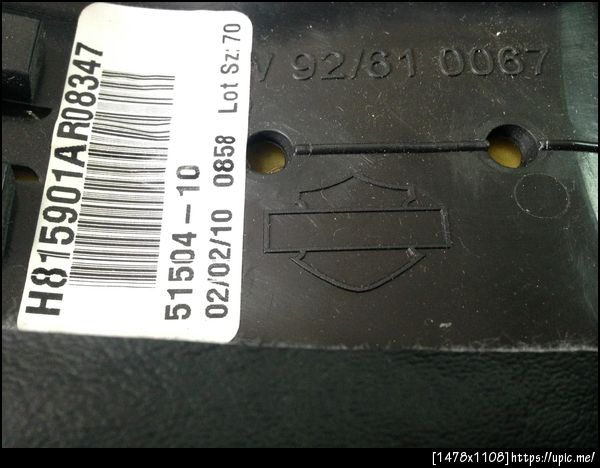 H815901AR08347
51504-10
02/02/10 0858 Lot Sz: 70
92/61 0067
[1478x1108]https://upic.me/